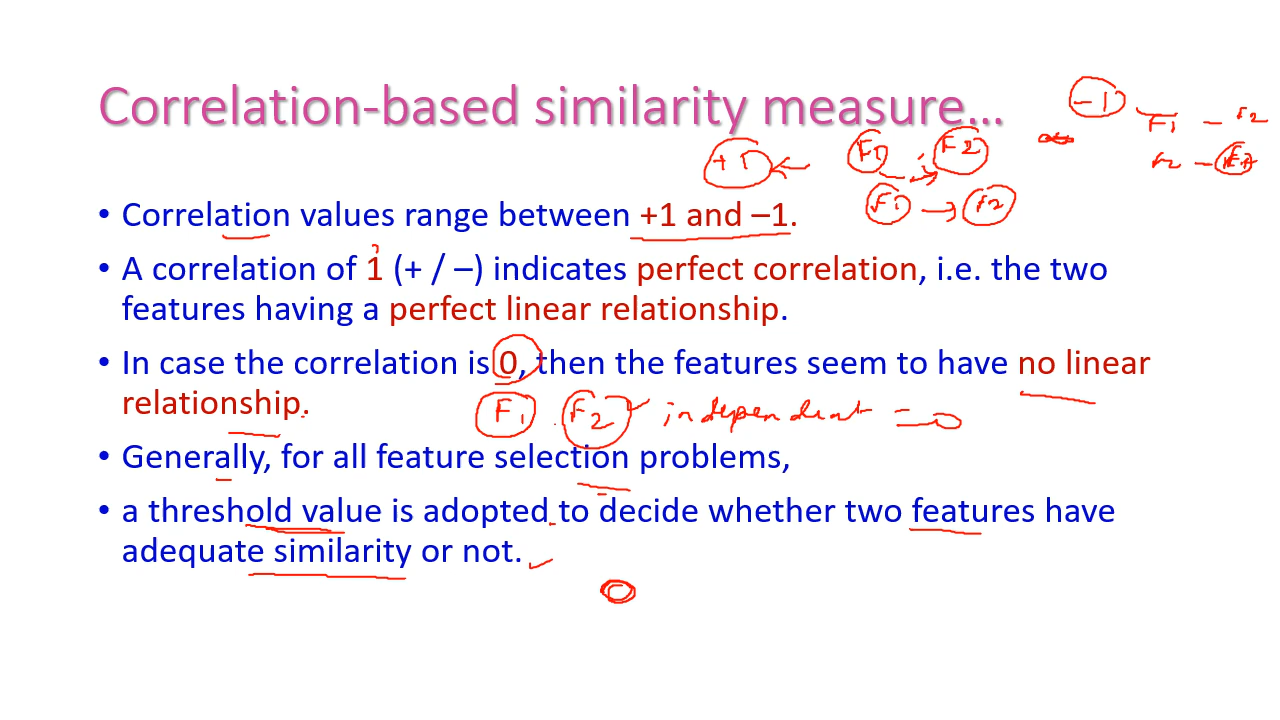 Correlation-based similarity measure...
-1
F1 - F2
F2 -
+1 F1 F2
F1 → F2
• Correlation values range between +1 and –1.
• A correlation of 1 (+ / –) indicates perfect correlation, i.e. the two
features having a perfect linear relationship.
• In case the correlation is 0, then the features seem to have no linear
relationship.
F1 F2 independent = 0
• Generally, for all feature selection problems,
• a threshold value is adopted to decide whether two features have
adequate similarity or not.